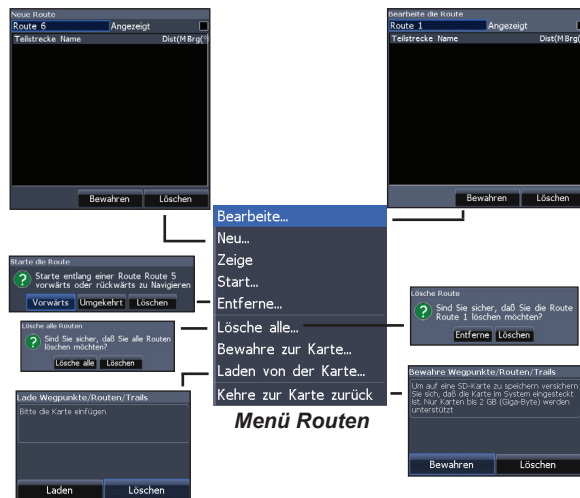 Neue Route
Route 6 Angezeigt
Teilstrecke Name Dist(M Brg(°
Bewahren Löschen
Bearbeite die Route
Route 1 Angezeigt
Teilstrecke Name Dist(M Brg(
Bewahren Löschen
Bearbeite...
Neu...
Zeige
Start...
Entferne...
Lösche alle...
Bewahre zur Karte...
Laden von der Karte...
Kehre zur Karte zurück
Menü Routen
Starte die Route
Starte entlang einer Route Route 5
vorwärts oder rückwärts zu Navigieren
Vorwärts Umgekehrt Löschen
Lösche alle Routen
Sind Sie sicher, daß Sie alle Routen
löschen möchten?
Lösche alle Löschen
Lade Wegpunkte/Routen/Trails
Bitte die Karte einfügen
Laden Löschen
Lösche Route
Sind Sie sicher, daß Sie die Route
Route 1 löschen möchten?
Entferne Löschen
Bewahre Wegpunkte/Routen/Trails
Um auf eine SD-Karte zu speichern versichern
Sie sich, daß die Karte im System eingesteckt
ist. Nur Karten bis 2 GB (Giga-Byte) werden
unterstützt
Bewahren Löschen